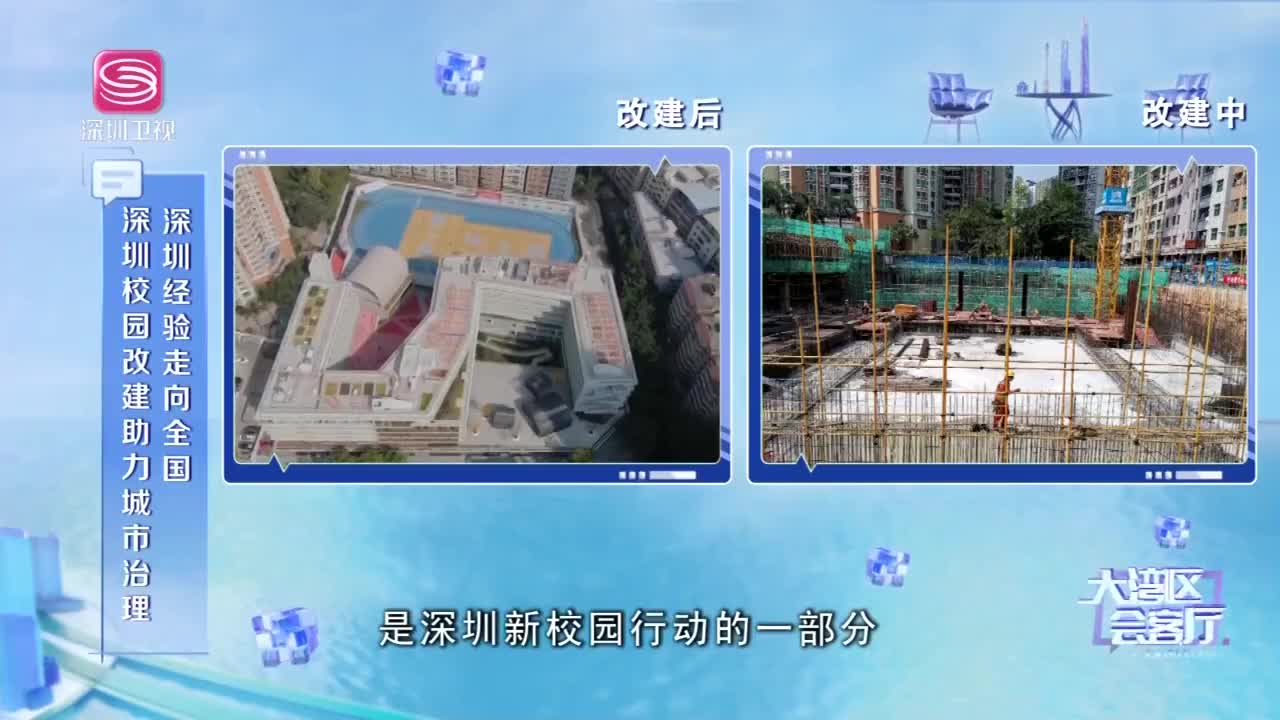 深圳卫视
改建后
改建中
深圳经验走向全国
深圳校园改建助力城市治理
是深圳新校园行动的一部分
大湾区
会客厅